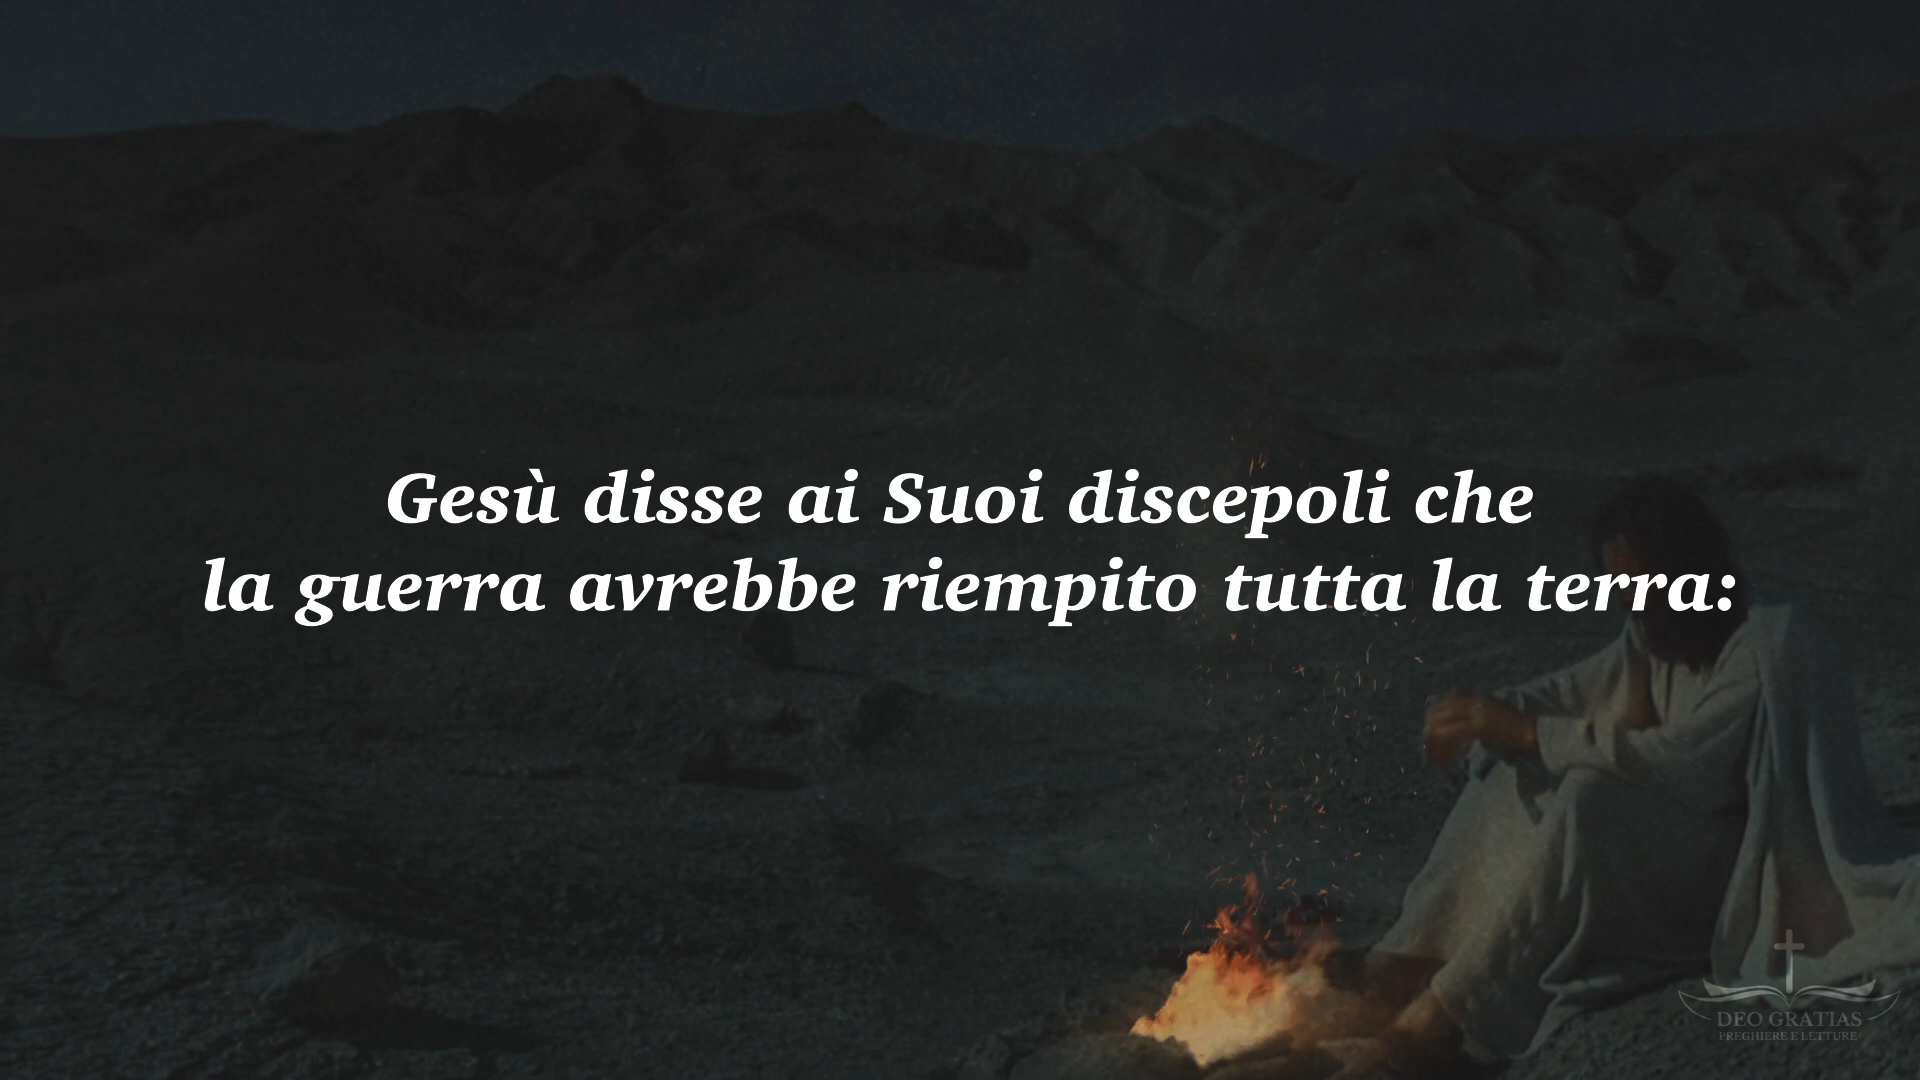 Gesù disse ai Suoi discepoli che
la guerra avrebbe riempito tutta la terra:
DEO GRATIAS
PREGHIERE E LETTURE